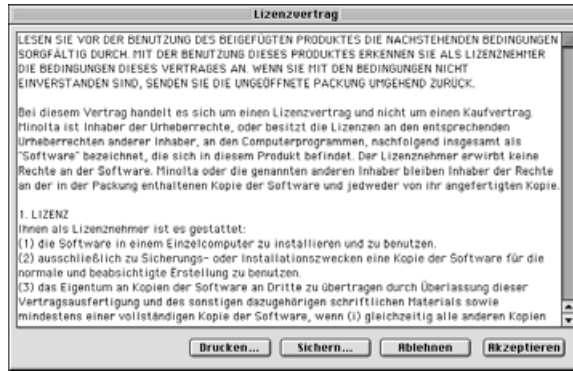 Lizenzvertrag
LESEN SIE VOR DER BENUTZUNG DES BEIGEFÜGTEN PRODUKTES DIE NACHSTEHENDEN BEDINGUNGEN
SORGFÄLTIG DURCH. MIT DER BENUTZUNG DIESES PRODUKTES ERKENNEN SIE ALS LIZENZNEHMER
DIE BEDINGUNGEN DIESES VERTRAGES AN. WENN SIE MIT DEN BEDINGUNGEN NICHT
EINVERSTANDEN SIND, SENDEN SIE DIE UNGEÖFFNETE PACKUNG UMGEHEND ZURÜCK.
Bei diesem Vertrag handelt es sich um einen Lizenzvertrag und nicht um einen Kaufvertrag.
Minolta ist Inhaber der Urheberrechte, oder besitzt die Lizenzen an den entsprechenden
Urheberrechten anderer Inhaber, an den Computerprogrammen, nachfolgend insgesamt als
"Software" bezeichnet, die sich in diesem Produkt befindet. Der Lizenznehmer erwirbt keine
Rechte an der Software. Minolta oder die genannten anderen Inhaber bleiben Inhaber der Rechte
an der in der Packung enthaltenen Kopie der Software und jedweder von ihr angefertigten Kopie.
1. LIZENZ
Ihnen als Lizenznehmer ist es gestattet:
(1) die Software in einem Einzelcomputer zu installieren und zu benutzen.
(2) ausschließlich zu Sicherungs- oder Installationszwecken eine Kopie der Software für die
normale und beabsichtigte Erstellung zu benutzen.
(3) das Eigentum an Kopien der Software an Dritte zu übertragen durch Überlassung dieser
Vertragsausfertigung und des sonstigen dazugehörigen schriftlichen Materials sowie
mindestens einer vollständigen Kopie der Software, wenn (i) gleichzeitig alle anderen Kopien
Drucken... Sichern... Ablehnen Akzeptieren